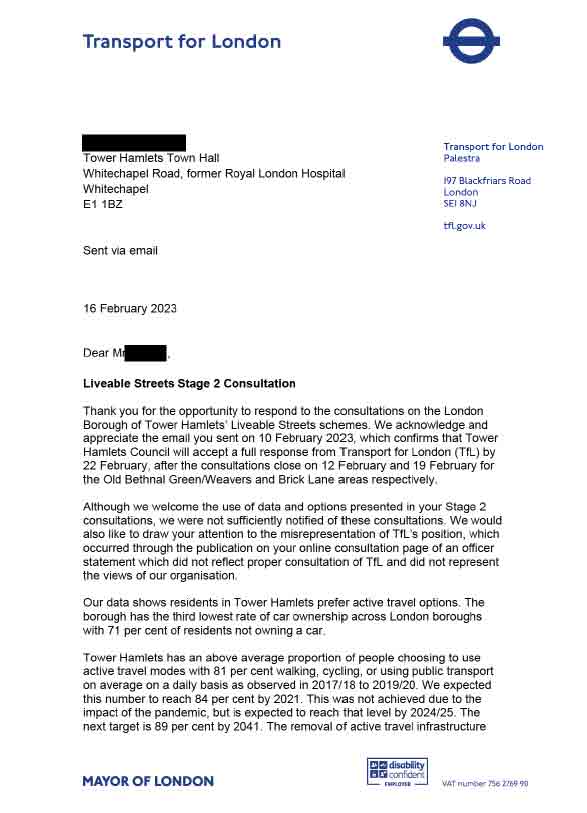 Transport for London
Tower Hamlets Town Hall
Whitechapel Road, former Royal London Hospital
Whitechapel
E1 1BZ
Transport for London
Palestra
197 Blackfriars Road
London
SE1 8NJ
tfl.gov.uk
Sent via email
16 February 2023
Dear Mr ,
Liveable Streets Stage 2 Consultation
Thank you for the opportunity to respond to the consultations on the London
Borough of Tower Hamlets' Liveable Streets schemes. We acknowledge and
appreciate the email you sent on 10 February 2023, which confirms that Tower
Hamlets Council will accept a full response from Transport for London (TfL) by
22 February, after the consultations close on 12 February and 19 February for
the Old Bethnal Green/Weavers and Brick Lane areas respectively.
Although we welcome the use of data and options presented in your Stage 2
consultations, we were not sufficiently notified of these consultations. We would
also like to draw your attention to the misrepresentation of TfL's position, which
occurred through the publication on your online consultation page of an officer
statement which did not reflect proper consultation of TfL and did not represent
the views of our organisation.
Our data shows residents in Tower Hamlets prefer active travel options. The
borough has the third lowest rate of car ownership across London boroughs
with 71 per cent of residents not owning a car.
Tower Hamlets has an above average proportion of people choosing to use
active travel modes with 81 per cent walking, cycling, or using public transport
on average on a daily basis as observed in 2017/18 to 2019/20. We expected
this number to reach 84 per cent by 2021. This was not achieved due to the
impact of the pandemic, but is expected to reach that level by 2024/25. The
next target is 89 per cent by 2041. The removal of active travel infrastructure
MAYOR OF LONDON
disability
confident
EMPLOYER
VAT number 756 2769 90